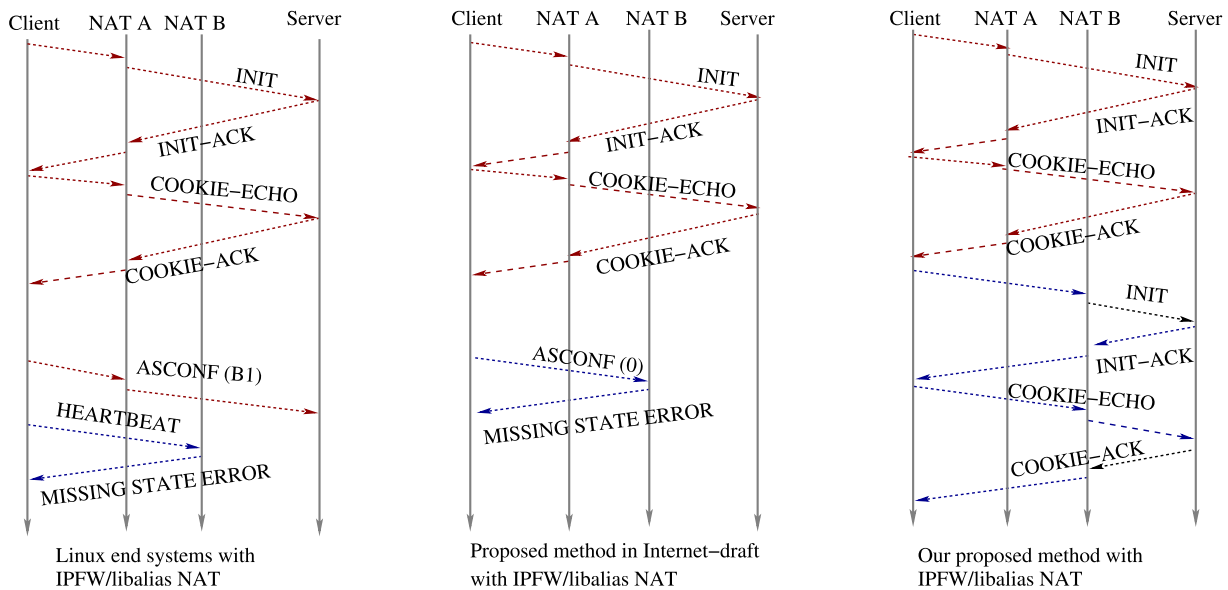 Client NAT A NAT B Server
INIT
INIT−ACK
COOKIE−ECHO
COOKIE−ACK
ASCONF (B1)
HEARTBEAT
MISSING STATE ERROR
Linux end systems with
IPFW/libalias NAT
Client NAT A NAT B Server
INIT
INIT−ACK
COOKIE−ECHO
COOKIE−ACK
ASCONF (0)
MISSING STATE ERROR
Proposed method in Internet−draft
with IPFW/libalias NAT
Client NAT A NAT B Server
INIT
INIT−ACK
COOKIE−ECHO
COOKIE−ACK
INIT
INIT−ACK
COOKIE−ECHO
COOKIE−ACK
Our proposed method with
IPFW/libalias NAT